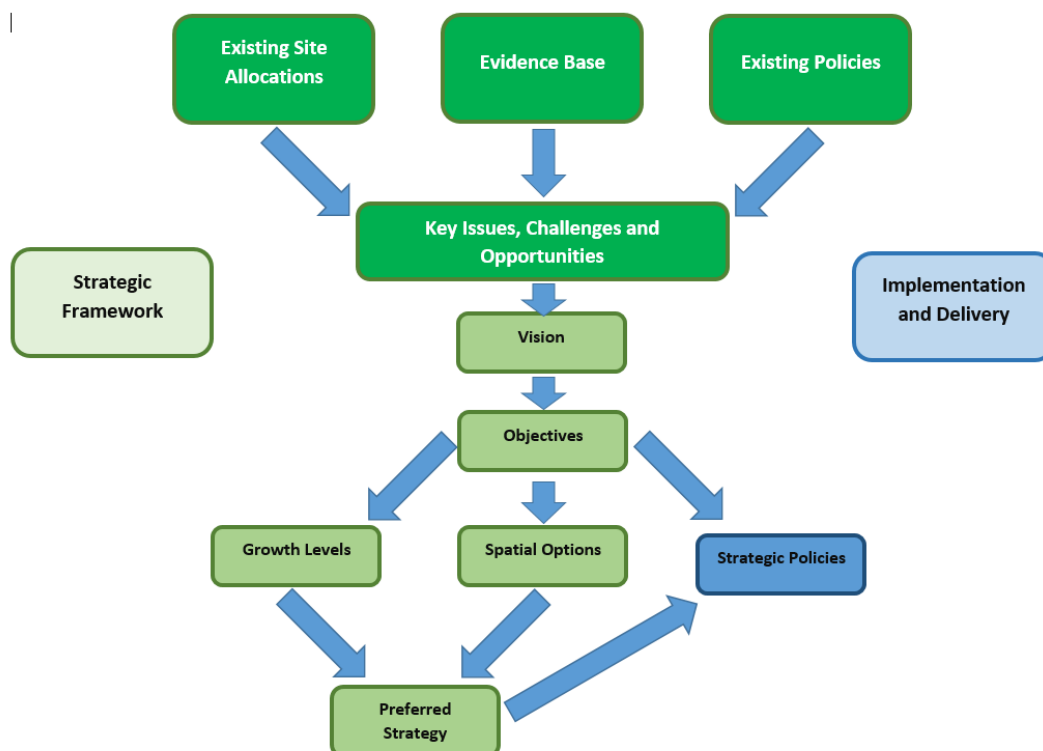 Existing Site
Allocations
Evidence Base
Existing Policies
Key Issues, Challenges and
Opportunities
Strategic
Framework
Implementation
and Delivery
Vision
Objectives
Growth Levels
Spatial Options
Strategic Policies
Preferred
Strategy